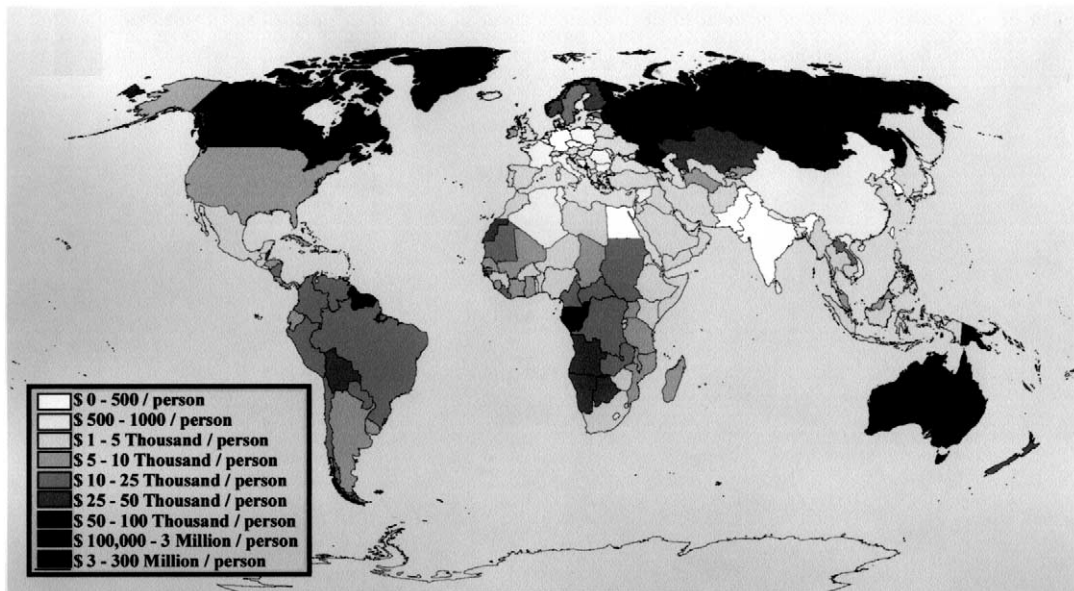 $ 0 - 500 / person
$ 500 - 1000 / person
$ 1 - 5 Thousand / person
$ 5 - 10 Thousand / person
$ 10 - 25 Thousand / person
$ 25 - 50 Thousand / person
$ 50 - 100 Thousand / person
$ 100,000 - 3 Million / person
$ 3 - 300 Million / person